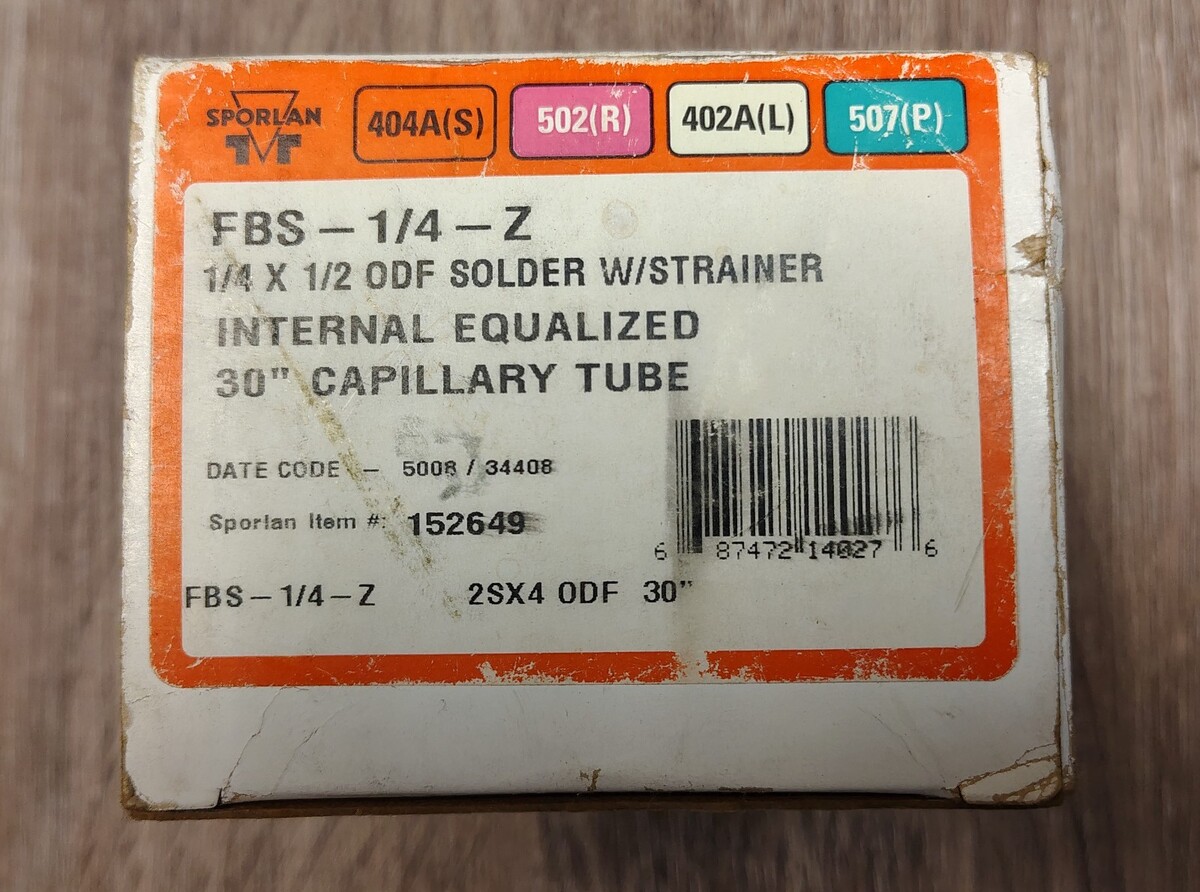 SPORLAN
404A(S) 502(R) 402A(L) 507(P)
FBS – 1/4 – Z
1/4 X 1/2 ODF SOLDER W/STRAINER
INTERNAL EQUALIZED
30" CAPILLARY TUBE
DATE CODE – 5008 / 34408
Sporlan Item #: 152649
6 87472 14027 6
FBS – 1/4 – Z 2SX4 ODF 30"